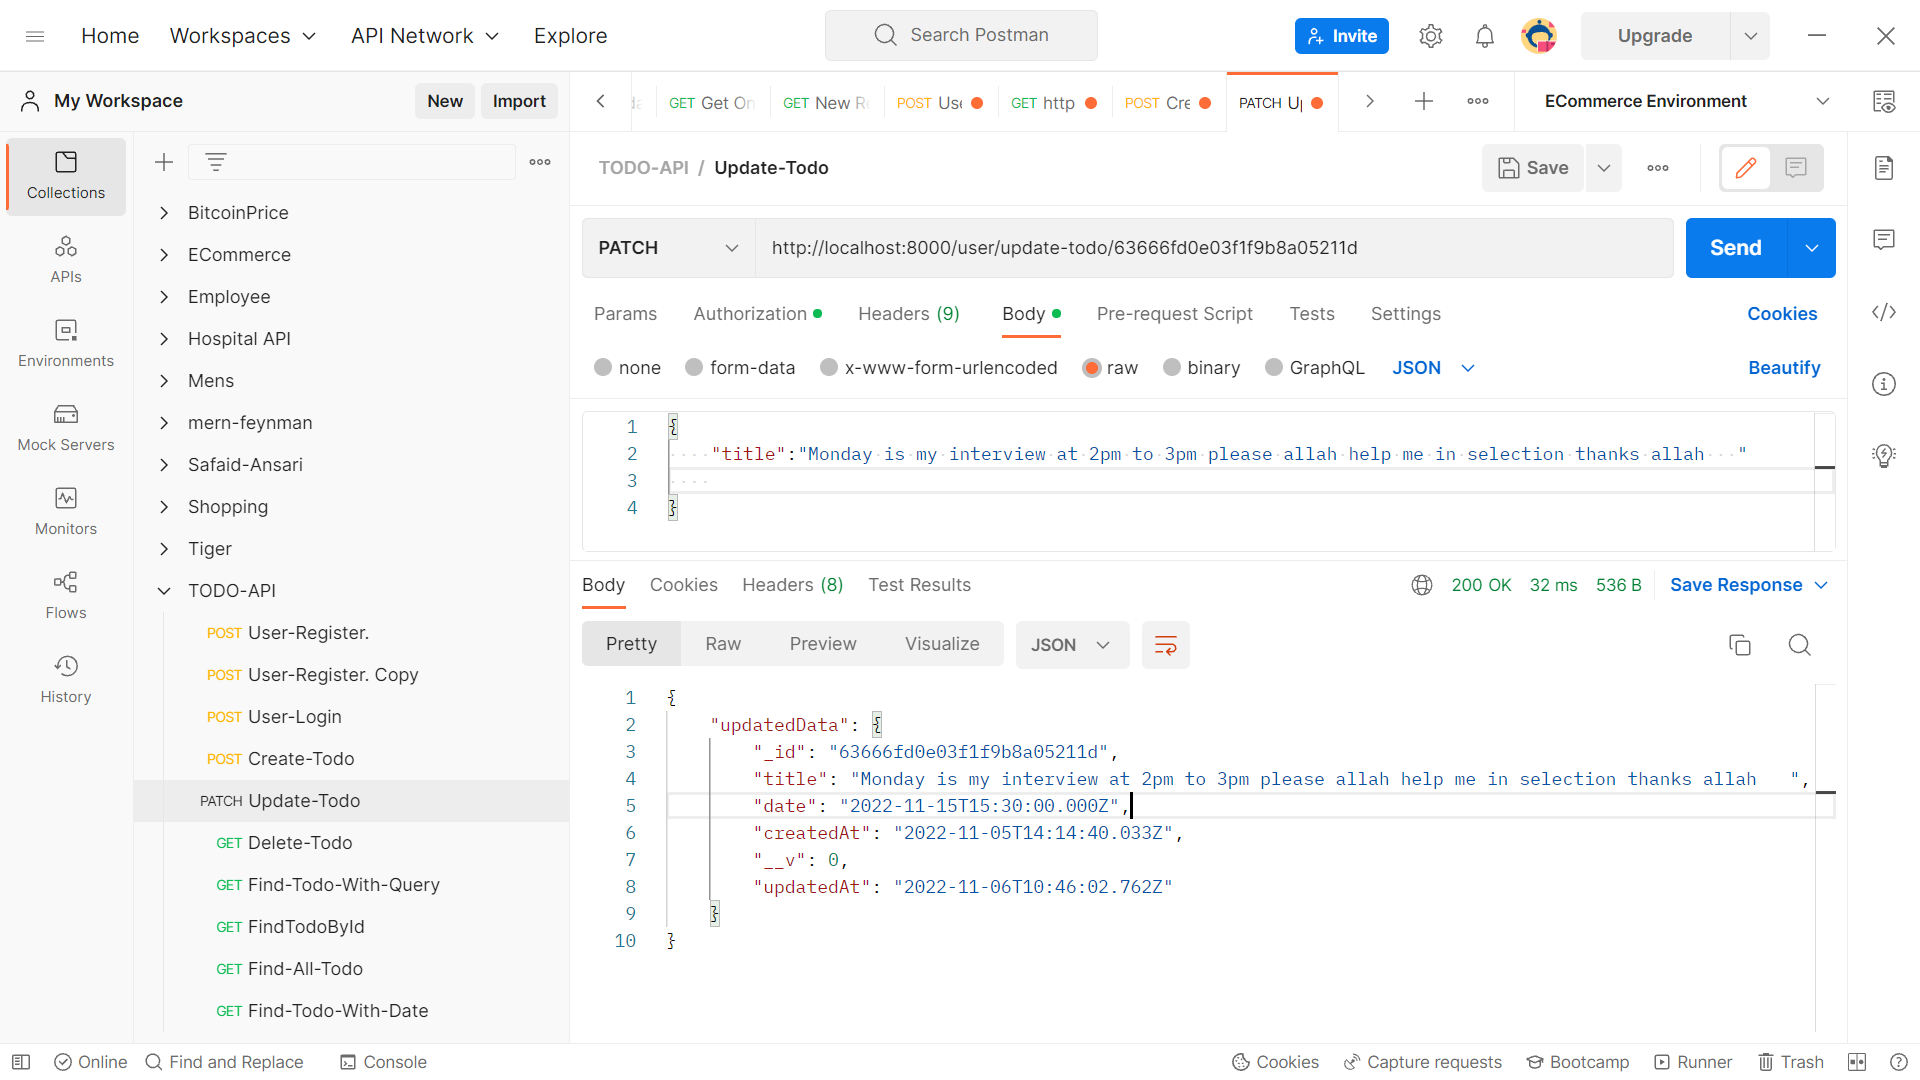 Home Workspaces API Network Explore Search Postman Invite Upgrade
My Workspace New Import
GET Get On GET New Re POST Use GET http POST Cre PATCH Up ECommerce Environment
Collections
APIs
Environments
Mock Servers
Monitors
Flows
History
BitcoinPrice
ECommerce
Employee
Hospital API
Mens
mern-feynman
Safaid-Ansari
Shopping
Tiger
TODO-API
POST User-Register.
POST User-Register. Copy
POST User-Login
POST Create-Todo
PATCH Update-Todo
GET Delete-Todo
GET Find-Todo-With-Query
GET FindTodoById
GET Find-All-Todo
GET Find-Todo-With-Date
TODO-API / Update-Todo Save
PATCH http://localhost:8000/user/update-todo/63666fd0e03f1f9b8a05211d Send
Params Authorization Headers (9) Body Pre-request Script Tests Settings Cookies
none form-data x-www-form-urlencoded raw binary GraphQL JSON Beautify
1 {
2 "title":"Monday is my interview at 2pm to 3pm please allah help me in selection thanks allah   "
3
4 }
Body Cookies Headers (8) Test Results 200 OK 32 ms 536 B Save Response
Pretty Raw Preview Visualize JSON
1 {
2 "updatedData": {
3 "_id": "63666fd0e03f1f9b8a05211d",
4 "title": "Monday is my interview at 2pm to 3pm please allah help me in selection thanks allah   ",
5 "date": "2022-11-15T15:30:00.000Z",
6 "createdAt": "2022-11-05T14:14:40.033Z",
7 "__v": 0,
8 "updatedAt": "2022-11-06T10:46:02.762Z"
9 }
10 }
Online Find and Replace Console Cookies Capture requests Bootcamp Runner Trash